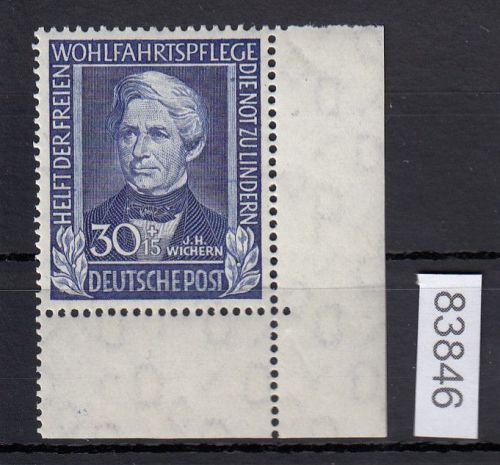 HELFT DER FREIEN
WOHLFAHRTSPFLEGE
DIE NOT ZU LINDERN
30+15
J.H.
WICHERN
DEUTSCHE POST
83846